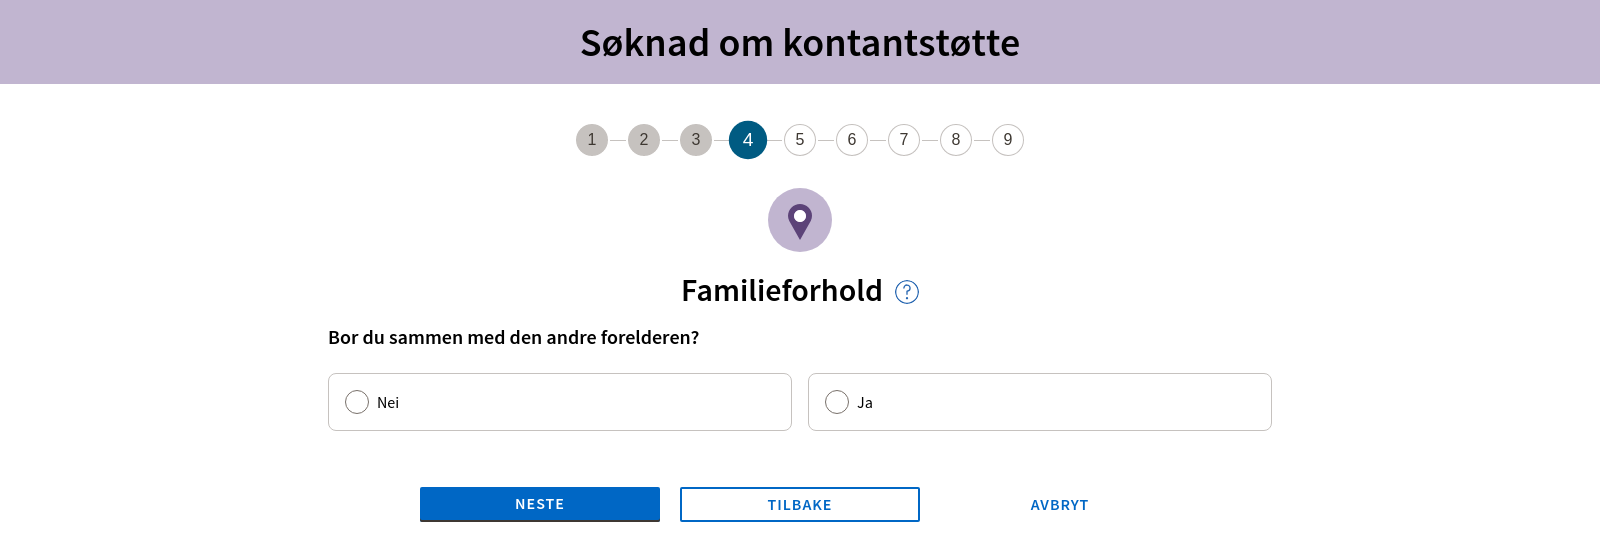 Søknad om kontantstøtte
1 2 3 4 5 6 7 8 9
Familieforhold ?
Bor du sammen med den andre forelderen?
Nei Ja
NESTE TILBAKE AVBRYT